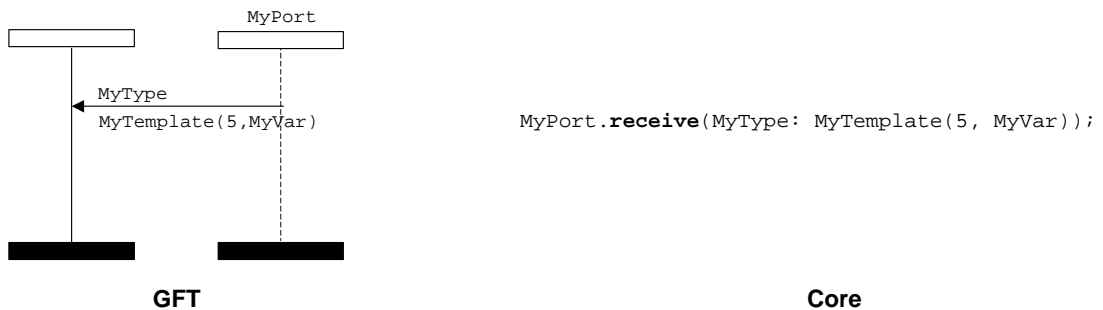 MyPort
MyType
MyTemplate(5,MyVar)
MyPort.receive(MyType: MyTemplate(5, MyVar));
GFT
Core